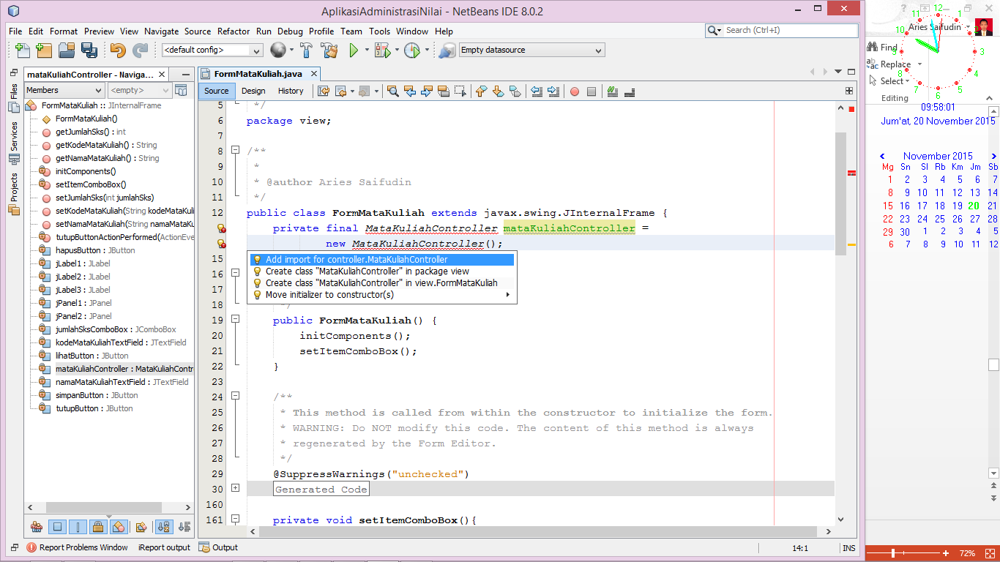 AplikasiAdministrasiNilai - NetBeans IDE 8.0.2
File Edit Format Preview View Navigate Source Refactor Run Debug Profile Team Tools Window Help
Search (Ctrl+I)
<default config>
Empty datasource
mataKuliahController - Naviga...
Members
<empty>
Files
Services
Projects
FormMataKuliah :: JInternalFrame
FormMataKuliah()
getJumlahSks() : int
getKodeMataKuliah() : String
getNamaMataKuliah() : String
initComponents()
setItemComboBox()
setJumlahSks(int jumlahSks)
setKodeMataKuliah(String kodeMataKuli
setNamaMataKuliah(String namaMataKu
tutupButtonActionPerformed(ActionEve
hapusButton : JButton
jLabel1 : JLabel
jLabel2 : JLabel
jLabel3 : JLabel
jPanel1 : JPanel
jPanel2 : JPanel
jumlahSksComboBox : JComboBox
kodeMataKuliahTextField : JTextField
lihatButton : JButton
mataKuliahController : MataKuliahContr
namaMataKuliahTextField : JTextField
simpanButton : JButton
tutupButton : JButton
FormMataKuliah.java
Source Design History
5 */
6 package view;
7
8 /**
9 *
10 * @author Aries Saifudin
11 */
12 public class FormMataKuliah extends javax.swing.JInternalFrame {
private final MataKuliahController mataKuliahController =
new MataKuliahController();
Add import for controller.MataKuliahController
Create class "MataKuliahController" in package view
Create class "MataKuliahController" in view.FormMataKuliah
Move initializer to constructor(s)
15
16
17
18 */
19 public FormMataKuliah() {
20 initComponents();
21 setItemComboBox();
22 }
23
24 /**
25 * This method is called from within the constructor to initialize the form.
26 * WARNING: Do NOT modify this code. The content of this method is always
27 * regenerated by the Form Editor.
28 */
29 @SuppressWarnings("unchecked")
30 Generated Code
160
161 private void setItemComboBox(){
Report Problems Window iReport output Output
14:1 INS
Aries Saifudin
Find
Replace
Select
Editing
12 1 2 3 4 5 6 7 8 9 10 11
09:58:01
Jum'at, 20 November 2015
November 2015
Mg Sn Sl Rb Km Jm Sb
1 2 3 4 5 6 7
8 9 10 11 12 13 14
15 16 17 18 19 20 21
22 23 24 25 26 27 28
29 30 1 2 3 4 5
6 7 8 9 10 11 12
72%